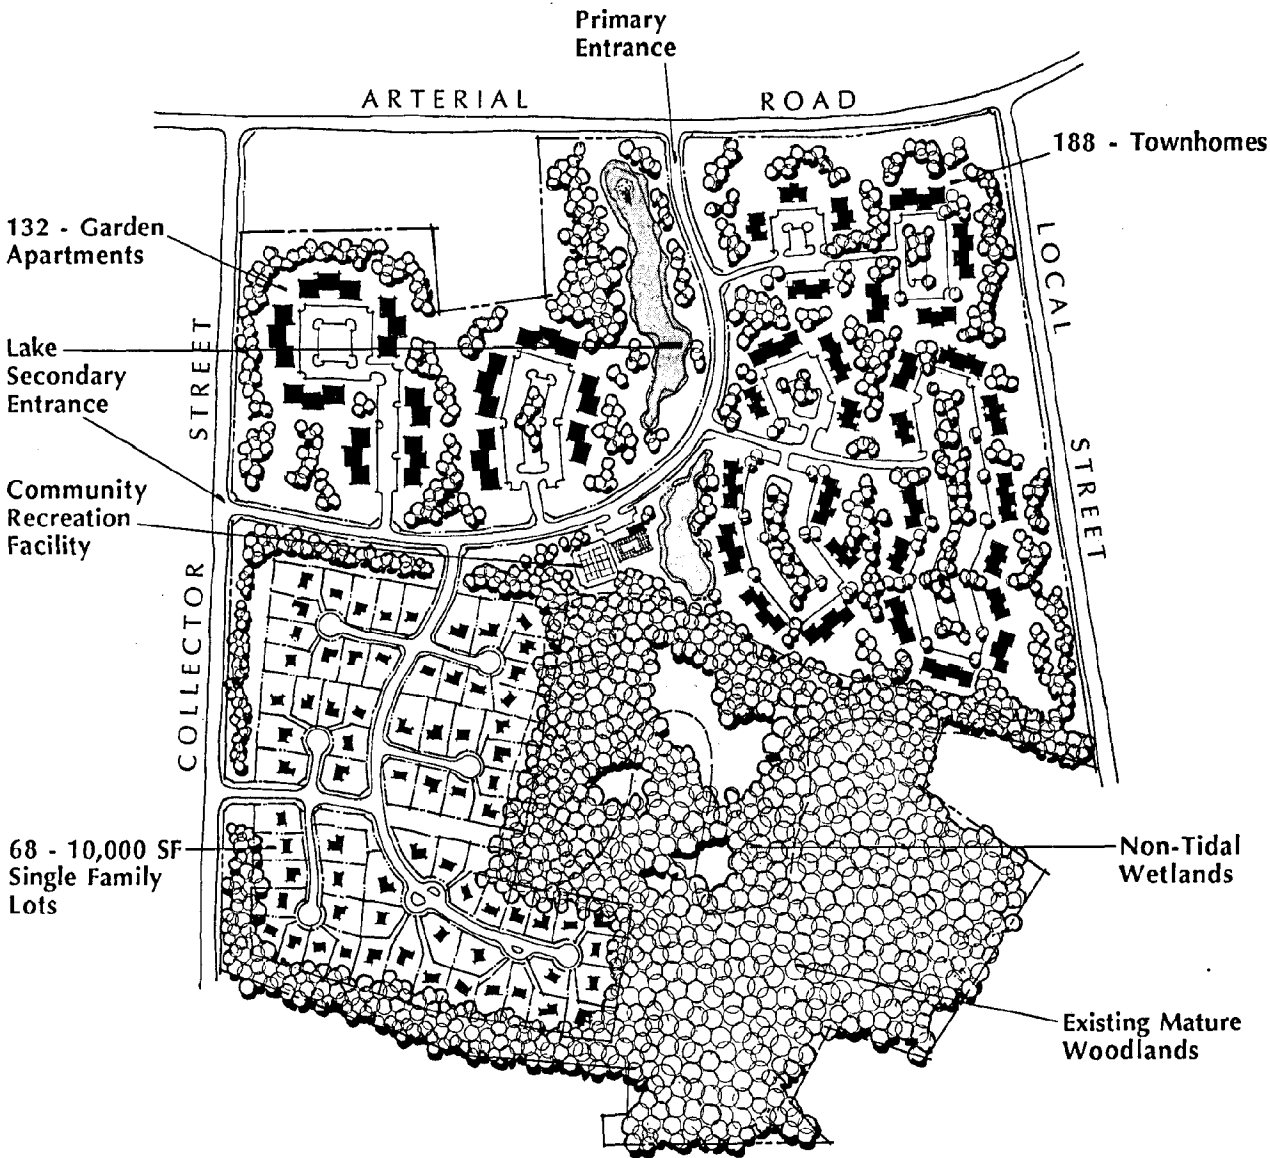 Primary
Entrance
ARTERIAL ROAD
188 - Townhomes
132 - Garden
Apartments
LOCAL STREET
Lake
Secondary
Entrance
COLLECTOR STREET
Community
Recreation
Facility
68 - 10,000 SF
Single Family
Lots
Non-Tidal
Wetlands
Existing Mature
Woodlands